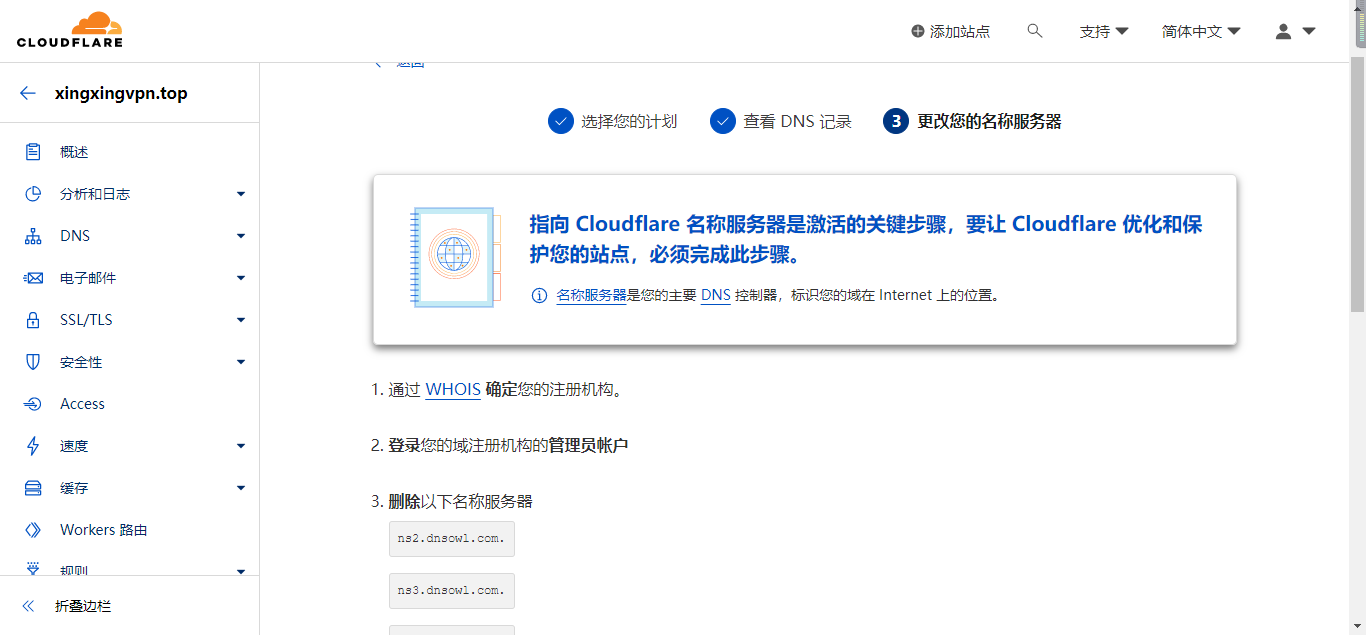 CLOUDFLARE
添加站点
支持
简体中文
xingxingvpn.top
概述
分析和日志
DNS
电子邮件
SSL/TLS
安全性
Access
速度
缓存
Workers 路由
规则
折叠边栏
返回
选择您的计划
查看 DNS 记录
3 更改您的名称服务器
指向 Cloudflare 名称服务器是激活的关键步骤，要让 Cloudflare 优化和保
护您的站点，必须完成此步骤。
名称服务器是您的主要 DNS 控制器，标识您的域在 Internet 上的位置。
1. 通过 WHOIS 确定您的注册机构。
2. 登录您的域注册机构的管理员帐户
3. 删除以下名称服务器
ns2.dnsowl.com.
ns3.dnsowl.com.